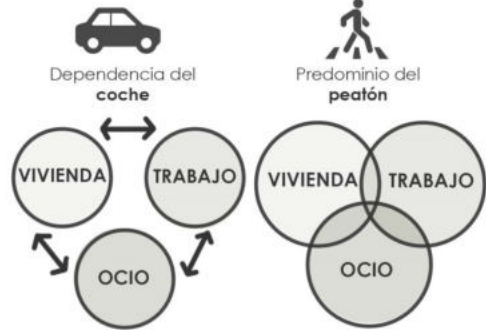 Dependencia del
coche
VIVIENDA
TRABAJO
OCIO
Predominio del
peatón
VIVIENDA
TRABAJO
OCIO